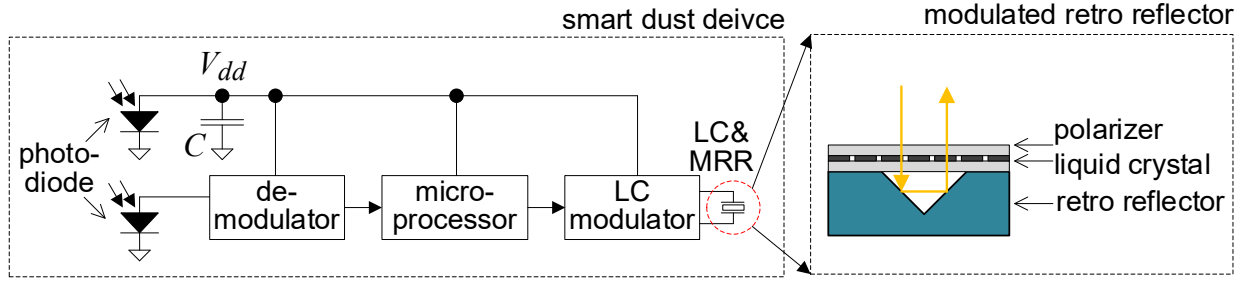 smart dust deivce
modulated retro reflector
Vdd
C
photo-
diode
de-
modulator
micro-
processor
LC
modulator
LC&
MRR
polarizer
liquid crystal
retro reflector